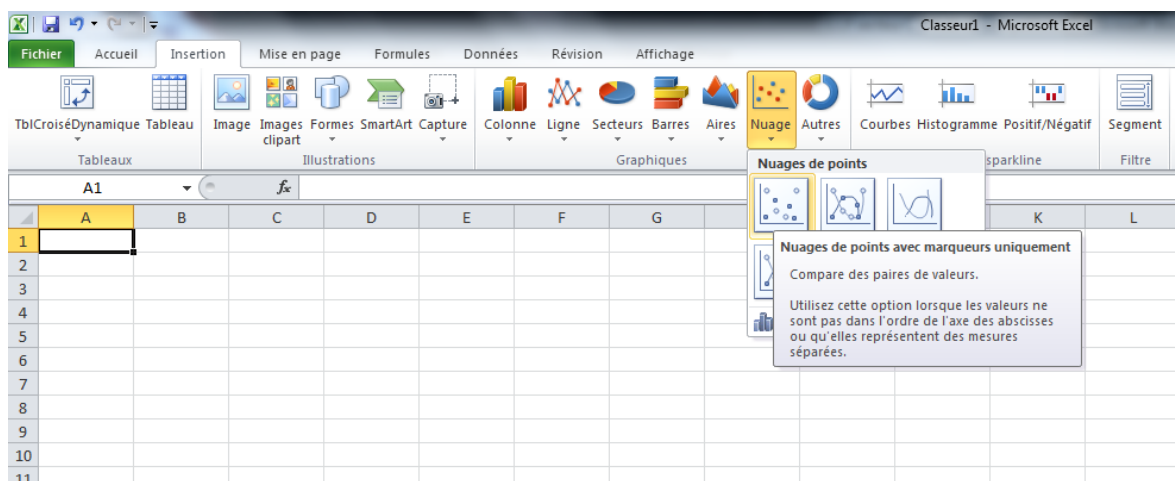 Classeur1 - Microsoft Excel
Fichier Accueil Insertion Mise en page Formules Données Révision Affichage
TblCroiséDynamique Tableau Image Images clipart Formes SmartArt Capture Colonne Ligne Secteurs Barres Aires Nuage Autres Courbes Histogramme Positif/Négatif Segment
Tableaux Illustrations Graphiques sparkline Filtre
Nuages de points
A1 fx
A B C D E F G K L
1
2
3
4
5
6
7
8
9
10
11
Nuages de points avec marqueurs uniquement
Compare des paires de valeurs.
Utilisez cette option lorsque les valeurs ne
sont pas dans l'ordre de l'axe des abscisses
ou qu'elles représentent des mesures
séparées.